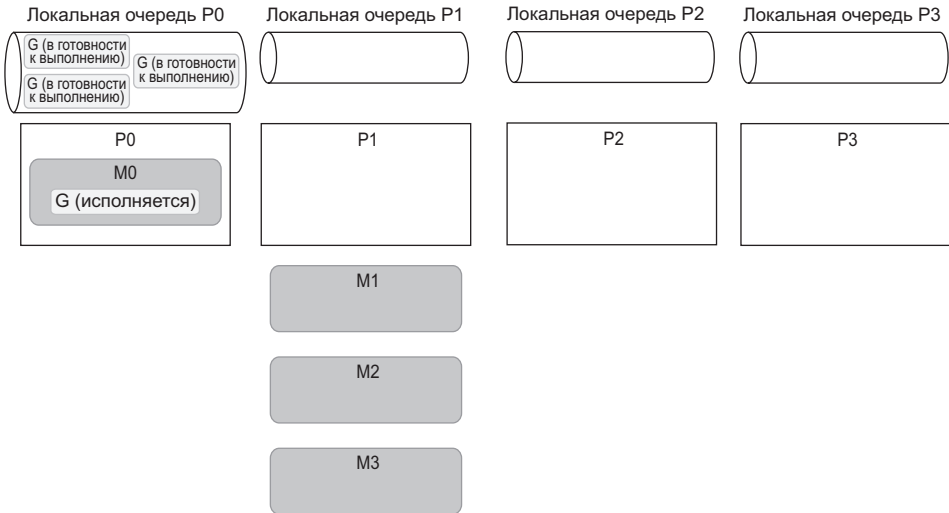 Локальная очередь P0
Локальная очередь P1
Локальная очередь P2
Локальная очередь P3
G (в готовности
к выполнению)
G (в готовности
к выполнению)
G (в готовности
к выполнению)
P0
P1
P2
P3
M0
G (исполняется)
M1
M2
M3